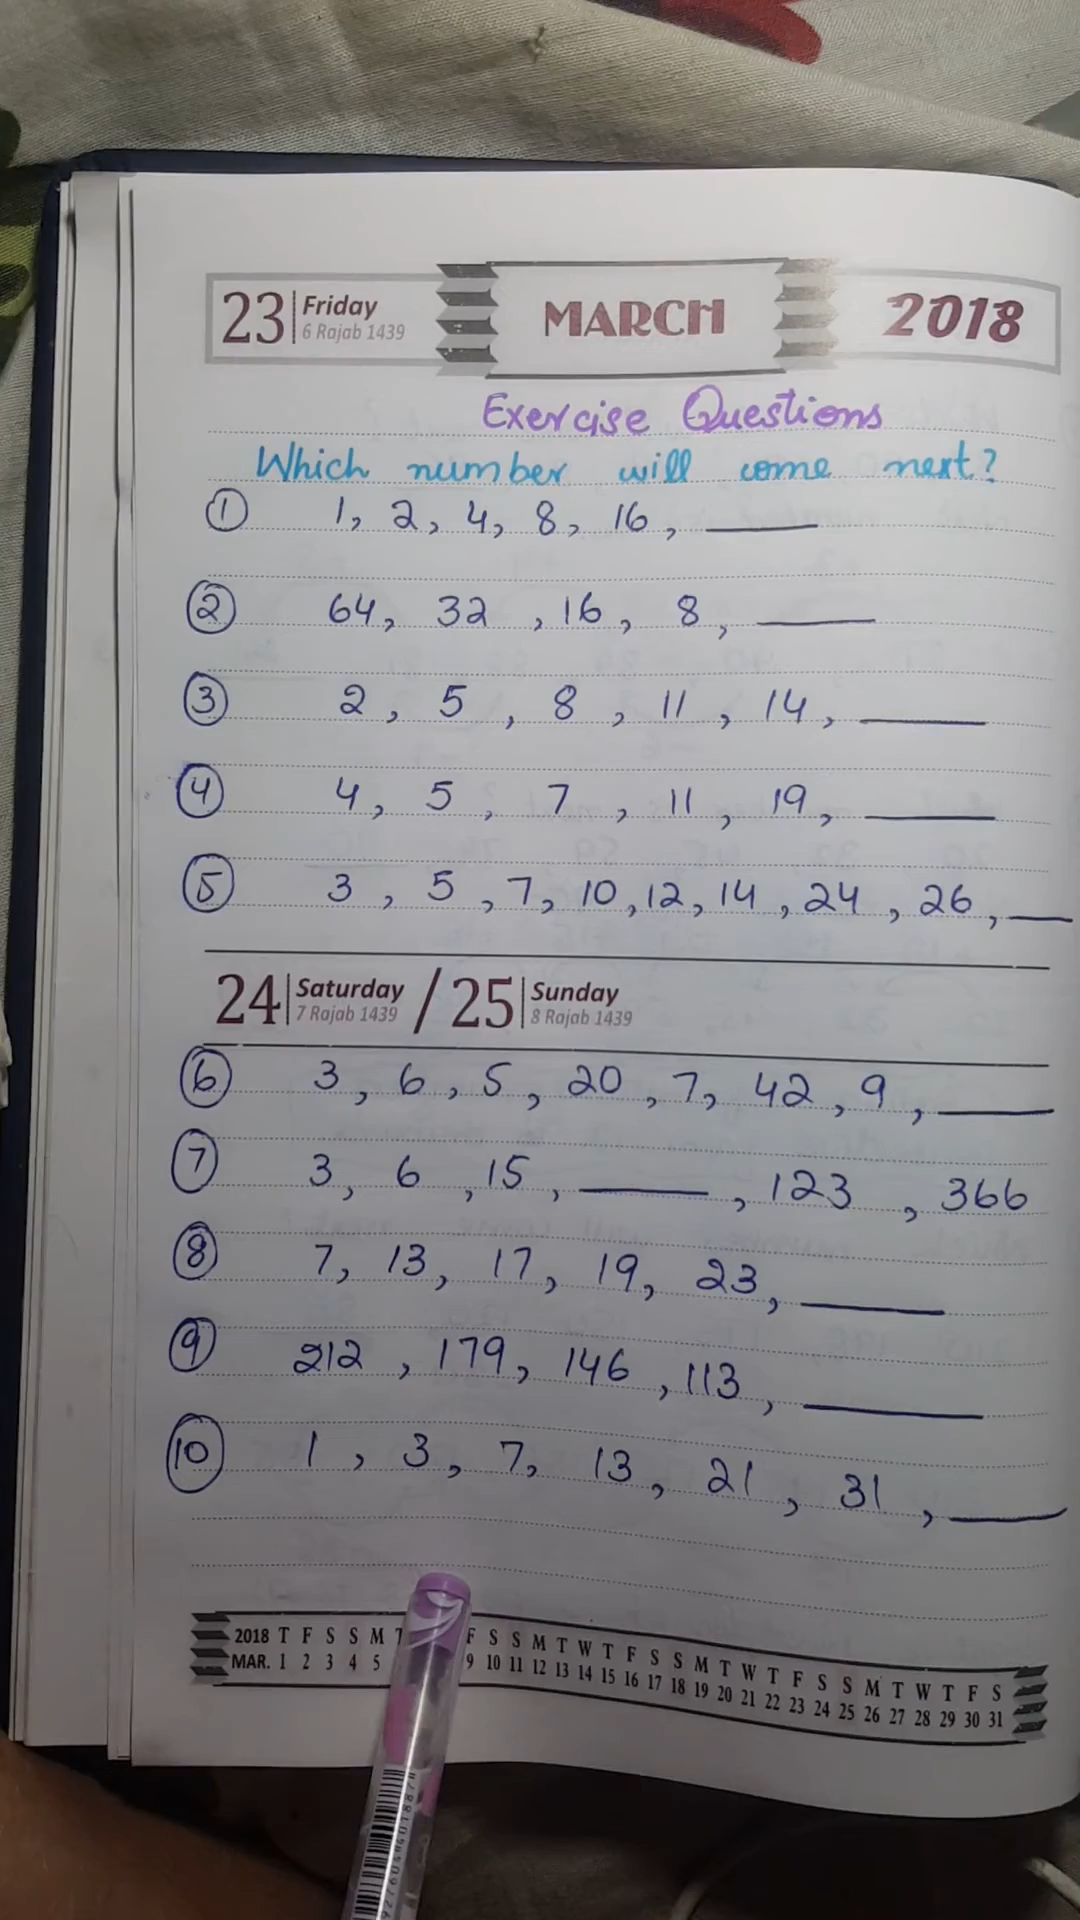 23 Friday
6 Rajab 1439
MARCH
2018
Exercise Questions
Which number will come next?
① 1, 2, 4, 8, 16, ____
② 64, 32, 16, 8, ____
③ 2, 5, 8, 11, 14, ____
④ 4, 5, 7, 11, 19, ____
⑤ 3, 5, 7, 10, 12, 14, 24, 26, ____
24 Saturday
7 Rajab 1439
/ 25 Sunday
8 Rajab 1439
⑥ 3, 6, 5, 20, 7, 42, 9, ____
⑦ 3, 6, 15, ____, 123, 366
⑧ 7, 13, 17, 19, 23, ____
⑨ 212, 179, 146, 113, ____
⑩ 1, 3, 7, 13, 21, 31, ____
2018 T F S S M T F S S M T W T F S S M T W T F S S M T W T F S
MAR. 1 2 3 4 5 9 10 11 12 13 14 15 16 17 18 19 20 21 22 23 24 25 26 27 28 29 30 31